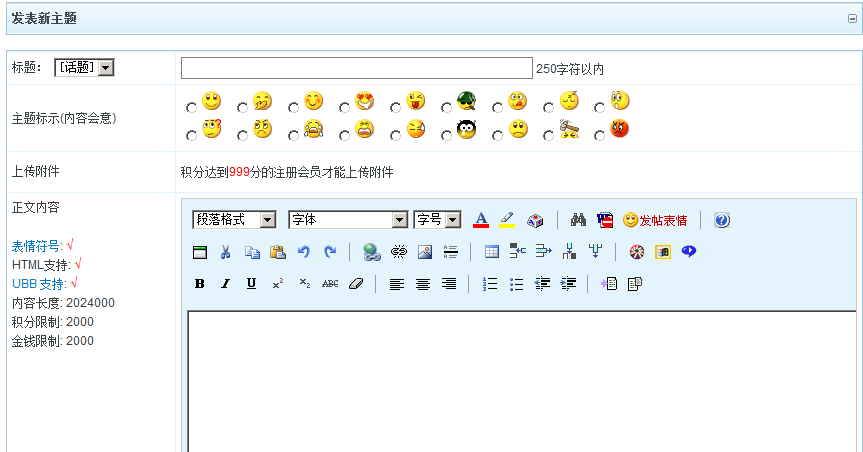 发表新主题
标题: [话题] 250字符以内
主题标示(内容会意)
上传附件 积分达到999分的注册会员才能上传附件
正文内容
段落格式 字体 字号 A 发帖表情 ?
B I U x² x₂ ABC
表情符号: √
HTML支持: √
UBB 支持: √
内容长度: 2024000
积分限制: 2000
金钱限制: 2000